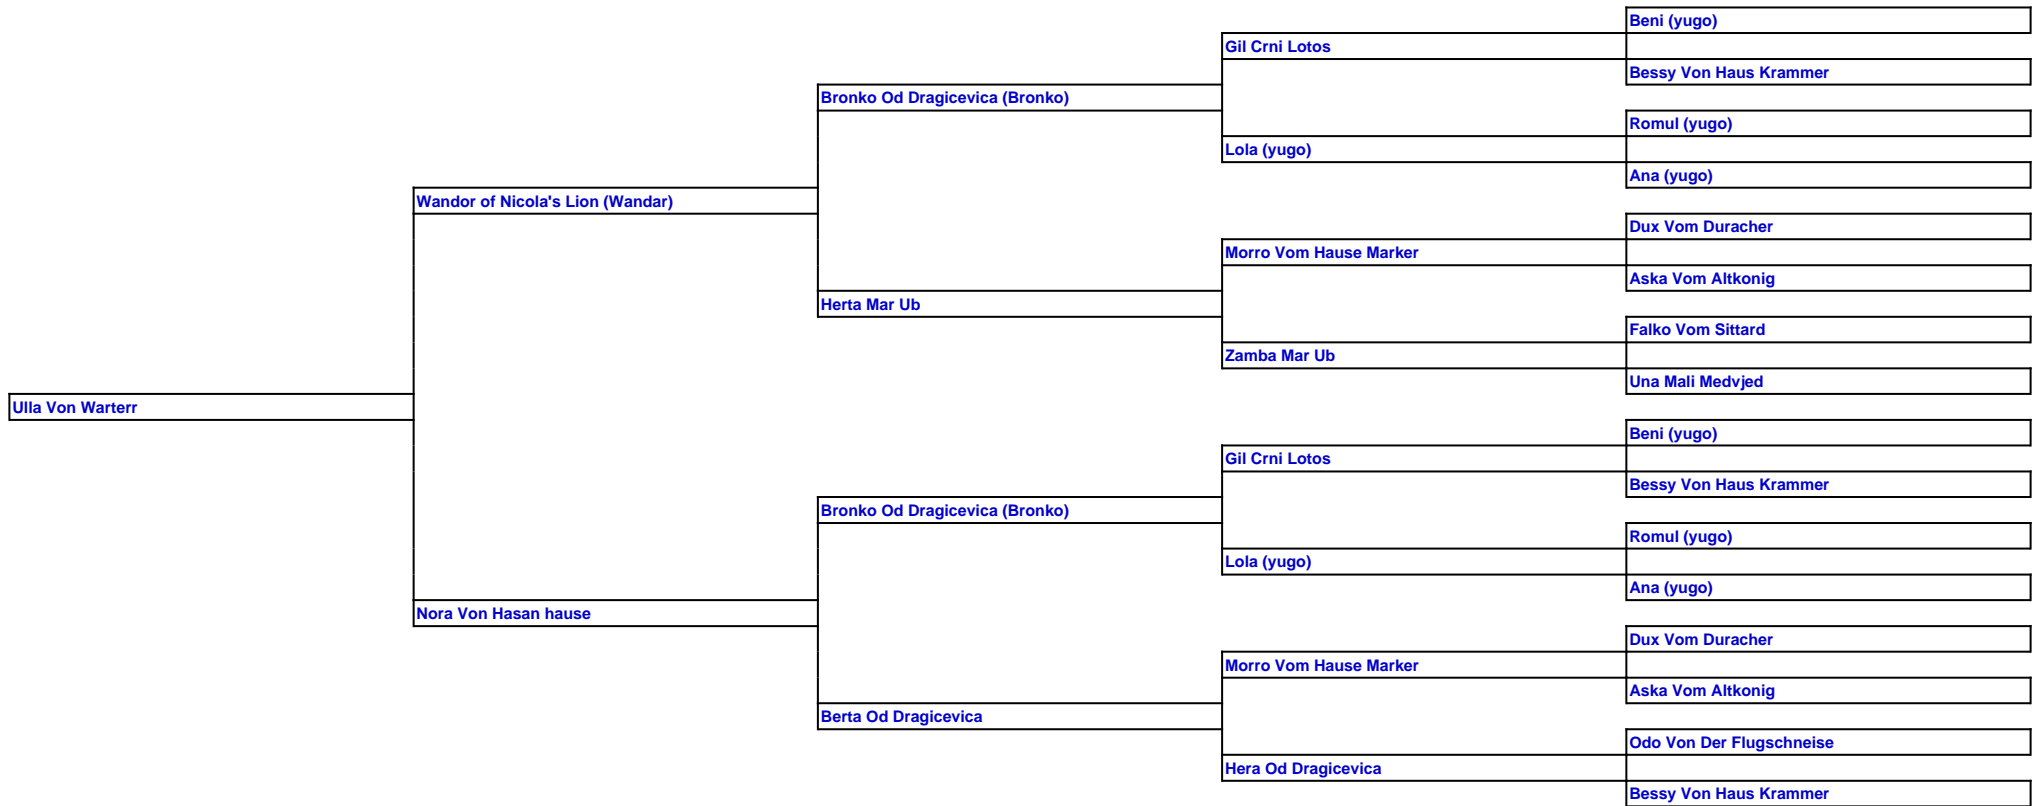 Beni (yugo)
Gil Crni Lotos
Bessy Von Haus Krammer
Bronko Od Dragicevica (Bronko)
Romul (yugo)
Lola (yugo)
Ana (yugo)
Wandor of Nicola's Lion (Wandar)
Dux Vom Duracher
Morro Vom Hause Marker
Aska Vom Altkonig
Herta Mar Ub
Falko Vom Sittard
Zamba Mar Ub
Una Mali Medvjed
Ulla Von Warterr
Beni (yugo)
Gil Crni Lotos
Bessy Von Haus Krammer
Bronko Od Dragicevica (Bronko)
Romul (yugo)
Lola (yugo)
Ana (yugo)
Nora Von Hasan hause
Dux Vom Duracher
Morro Vom Hause Marker
Aska Vom Altkonig
Berta Od Dragicevica
Odo Von Der Flugschneise
Hera Od Dragicevica
Bessy Von Haus Krammer